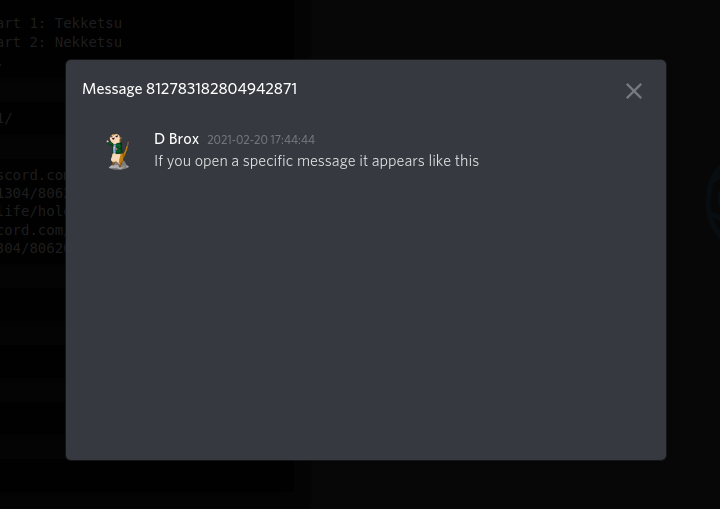 art 1: Tekketsu
art 2: Nekketsu
Message 812783182804942871
D Brox 2021-02-20 17:44:44
If you open a specific message it appears like this
scord.com
1304/8062
life/hol
cord.com
304/8062